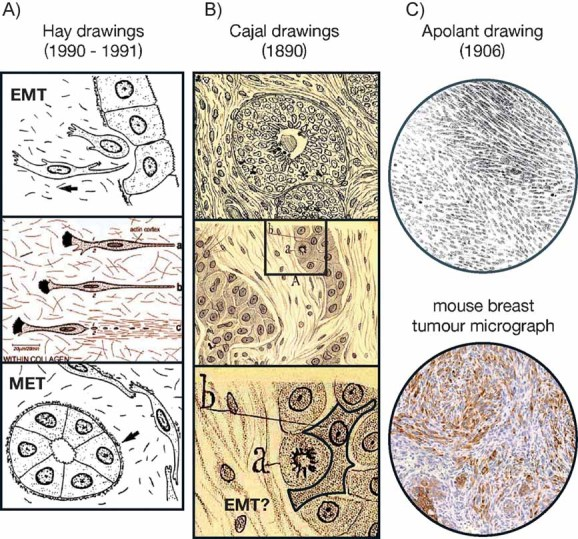 A)
Hay drawings
(1990 - 1991)
EMT
actin cortex
a
b
c
WITHIN COLLAGEN
MET
B)
Cajal drawings
(1890)
b
a
A
b
a
EMT?
C)
Apolant drawing
(1906)
mouse breast
tumour micrograph